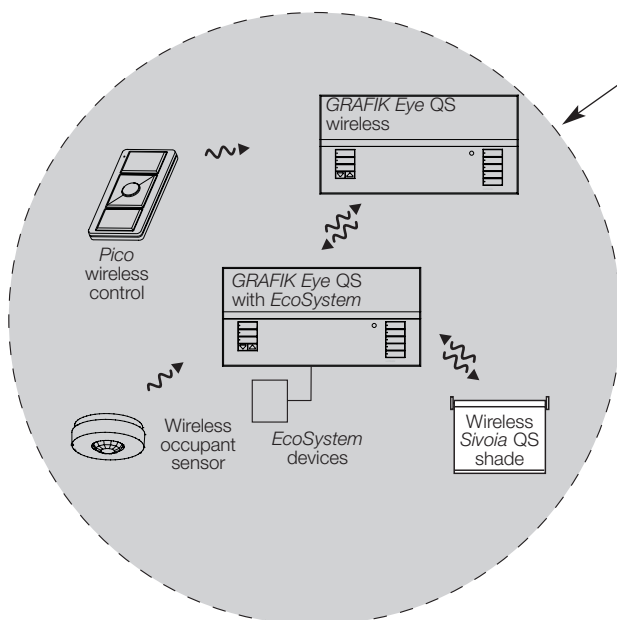 GRAFIK Eye QS
wireless
Pico
wireless
control
GRAFIK Eye QS
with EcoSystem
Wireless
occupant
sensor
EcoSystem
devices
Wireless
Sivoia QS
shade